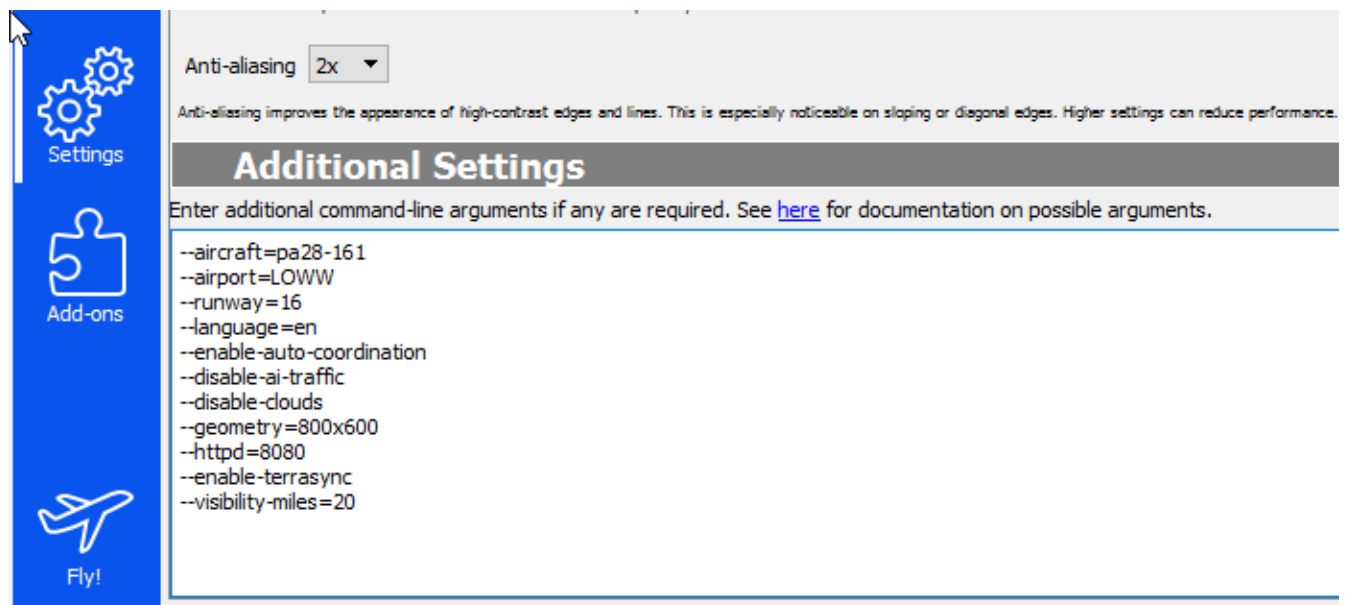 Anti-aliasing 2x
Anti-aliasing improves the appearance of high-contrast edges and lines. This is especially noticeable on sloping or diagonal edges. Higher settings can reduce performance.
Settings
Additional Settings
Enter additional command-line arguments if any are required. See here for documentation on possible arguments.
--aircraft=pa28-161
--airport=LOWW
--runway=16
--language=en
--enable-auto-coordination
--disable-ai-traffic
--disable-clouds
--geometry=800x600
--httpd=8080
--enable-terrasync
--visibility-miles=20
Add-ons
Fly!